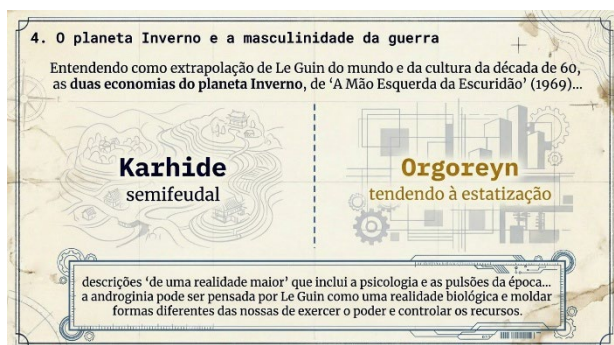 4. O planeta Inverno e a masculinidade da guerra
Entendendo como extrapolação de Le Guin do mundo e da cultura da década de 60,
as duas economias do planeta Inverno, de ‘A Mão Esquerda da Escuridão’ (1969)...
Karhide
semifeudal
Orgoreyn
tendendo à estatização
descrições ‘de uma realidade maior’ que inclui a psicologia e as pulsões da época...
a androginia pode ser pensada por Le Guin como uma realidade biológica e moldar
formas diferentes das nossas de exercer o poder e controlar os recursos.